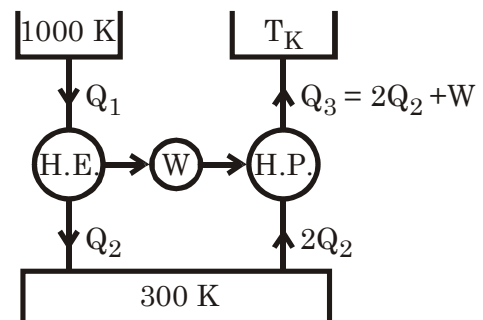 1000 K T_K
Q_1 Q_3 = 2Q_2 +W
H.E. W H.P.
Q_2 2Q_2
300 K